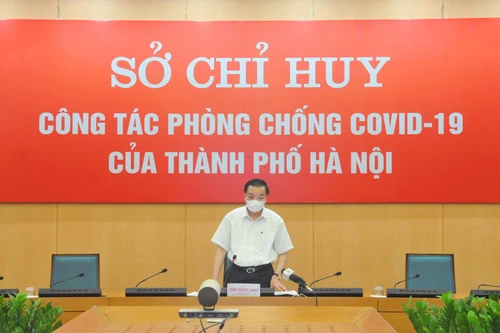 SỞ CHỈ HUY
CÔNG TÁC PHÒNG CHỐNG COVID-19
CỦA THÀNH PHỐ HÀ NỘI